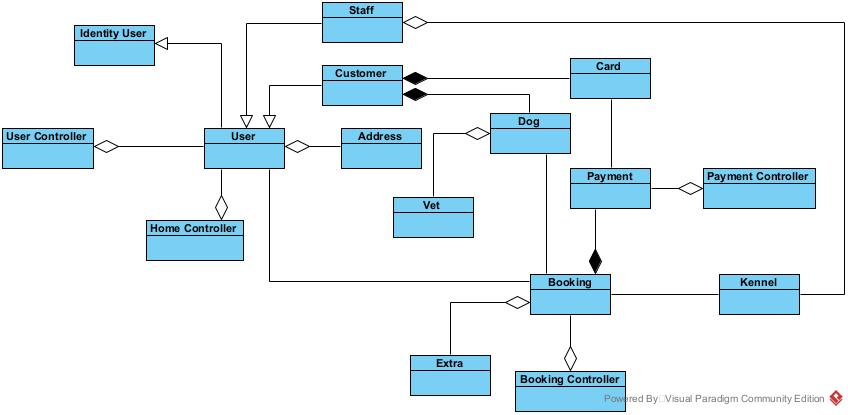 Staff
Identity User
Customer
Card
Dog
User Controller
User
Address
Payment
Payment Controller
Vet
Home Controller
Booking
Kennel
Extra
Booking Controller
Powered By Visual Paradigm Community Edition